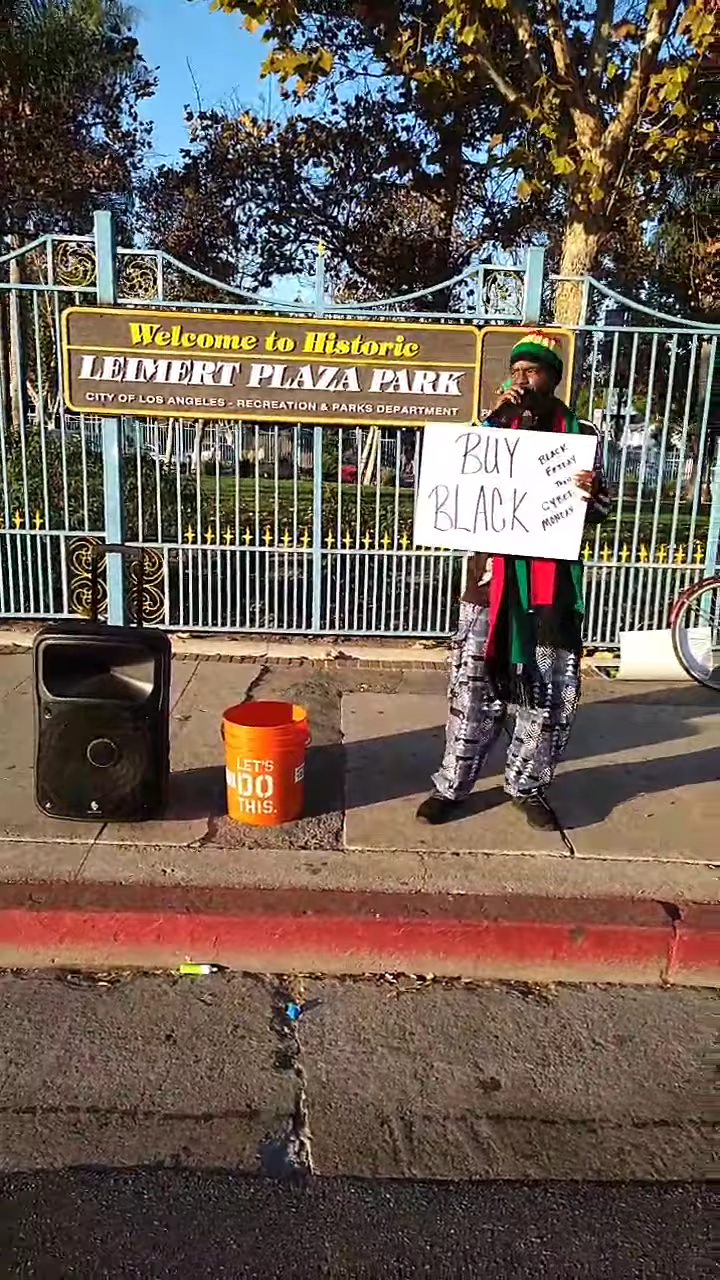 Welcome to Historic
LEIMERT PLAZA PARK
CITY OF LOS ANGELES - RECREATION & PARKS DEPARTMENT
BUY
BLACK
BLACK
FRIDAY
THRU
CYBER
MONDAY
LET'S
DO
THIS.